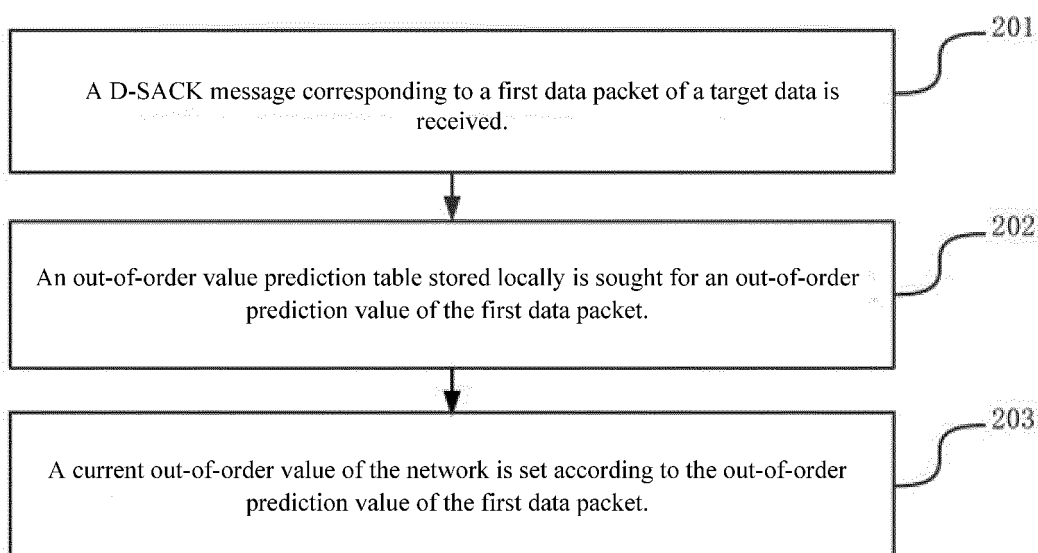 201
A D-SACK message corresponding to a first data packet of a target data is
received.
202
An out-of-order value prediction table stored locally is sought for an out-of-order
prediction value of the first data packet.
203
A current out-of-order value of the network is set according to the out-of-order
prediction value of the first data packet.